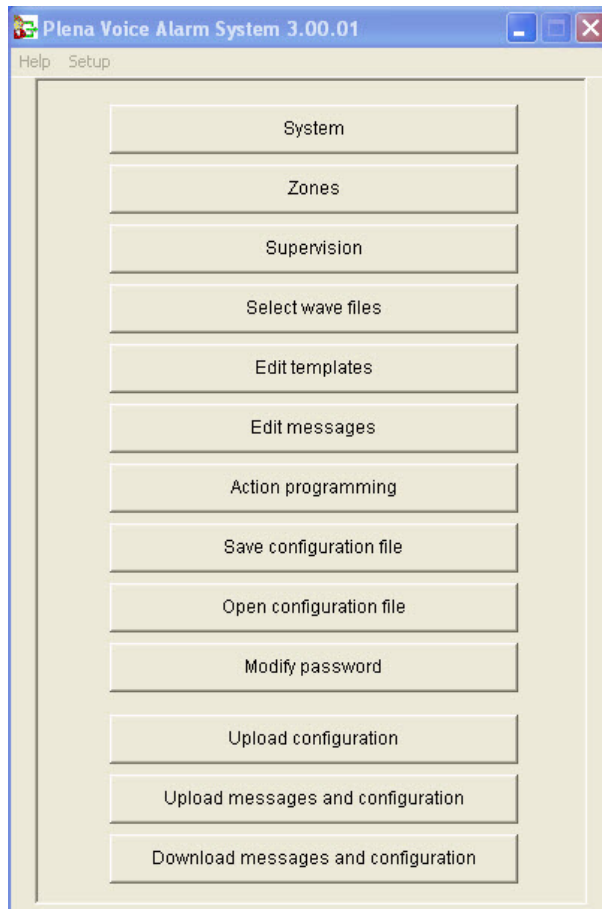 Plena Voice Alarm System 3.00.01
Help Setup
System
Zones
Supervision
Select wave files
Edit templates
Edit messages
Action programming
Save configuration file
Open configuration file
Modify password
Upload configuration
Upload messages and configuration
Download messages and configuration